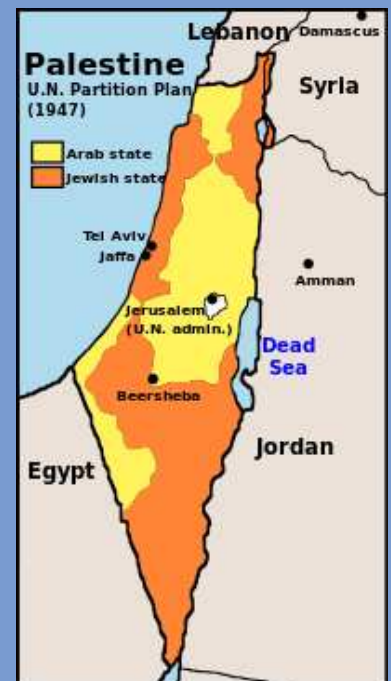 Lebanon
Damascus
Palestine
U.N. Partition Plan
(1947)
Syria
Arab state
Jewish state
Tel Aviv
Jaffa
Amman
Jerusalem
(U.N. admin.)
Dead
Sea
Beersheba
Jordan
Egypt